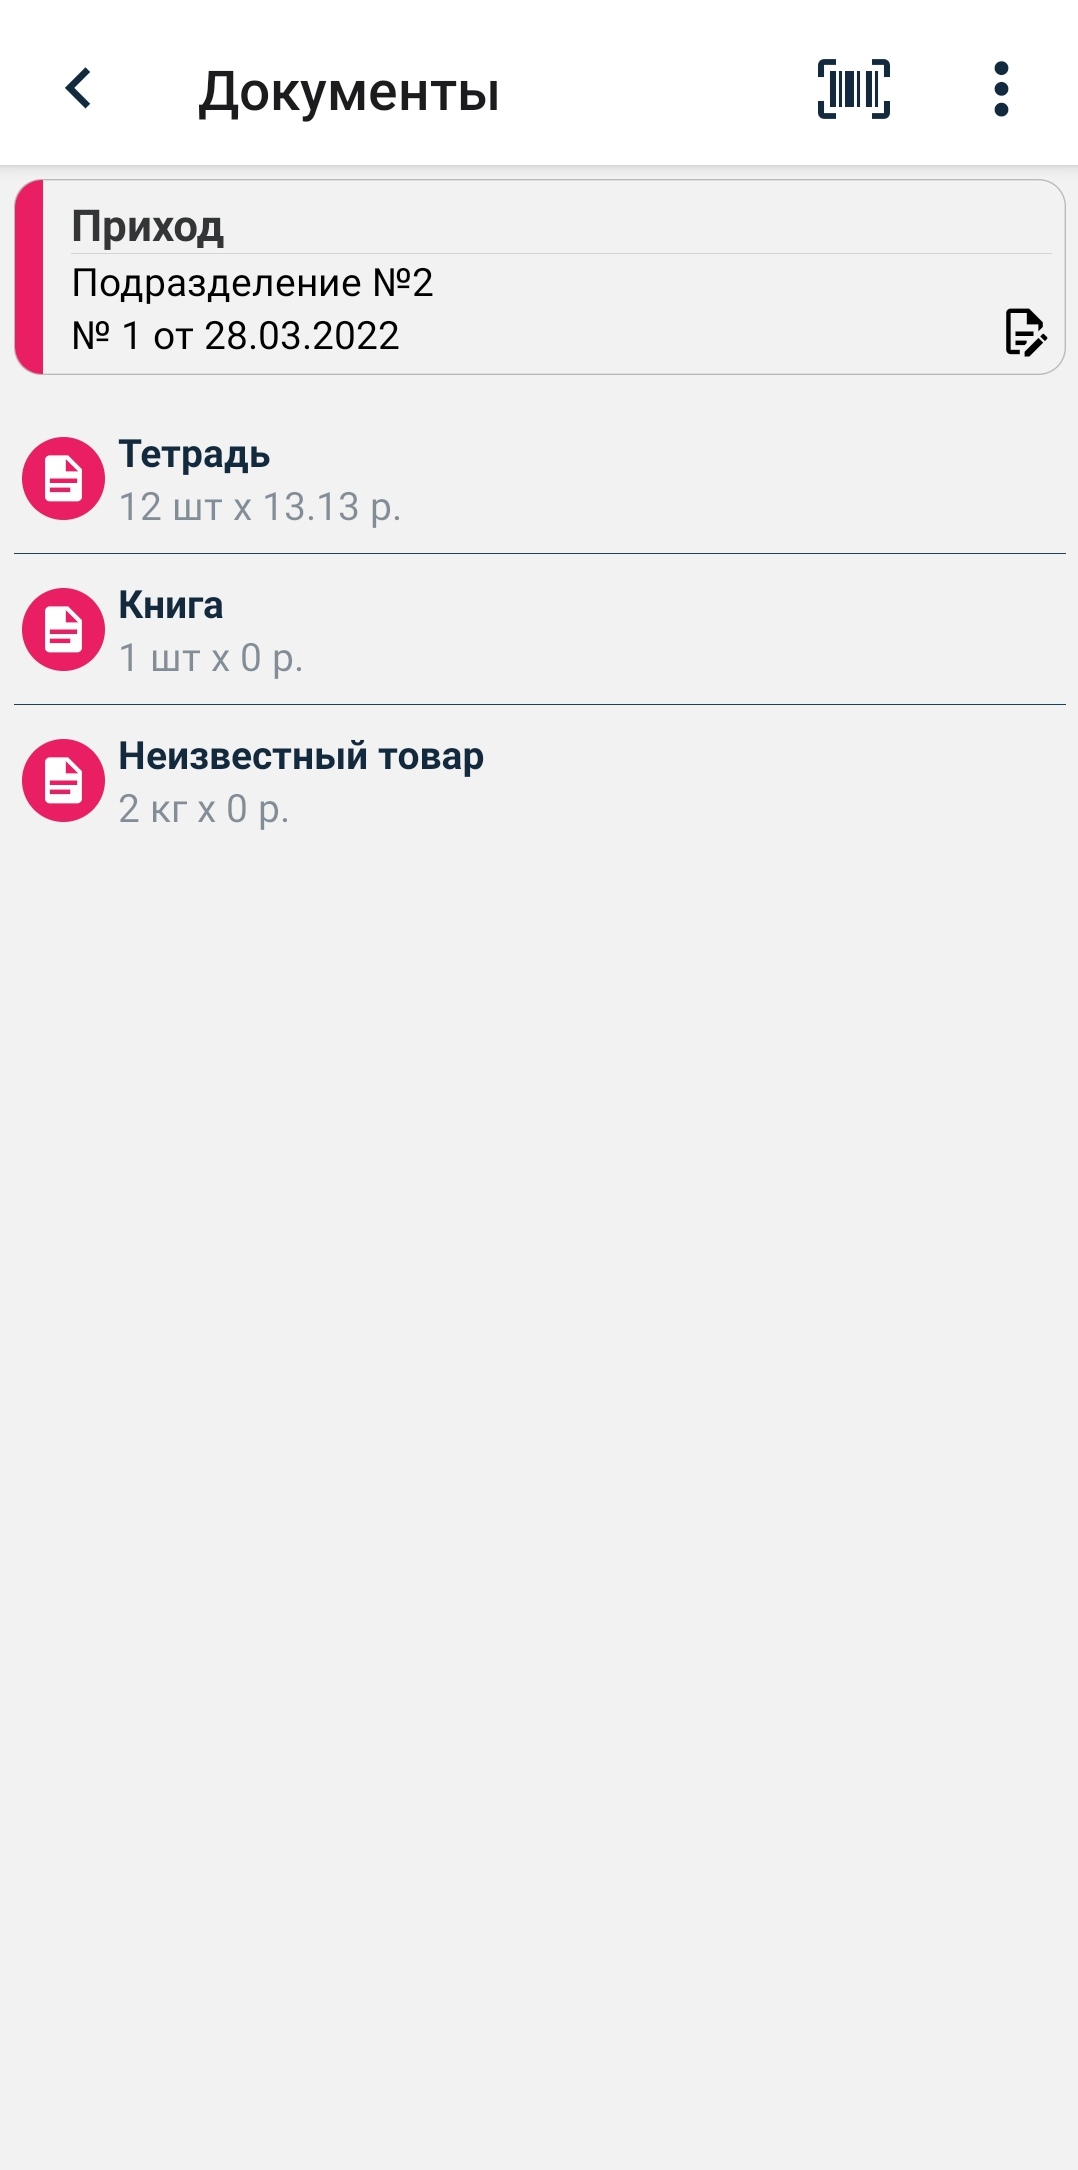 Документы
Приход
Подразделение №2
№ 1 от 28.03.2022
Тетрадь
12 шт x 13.13 р.
Книга
1 шт x 0 р.
Неизвестный товар
2 кг x 0 р.